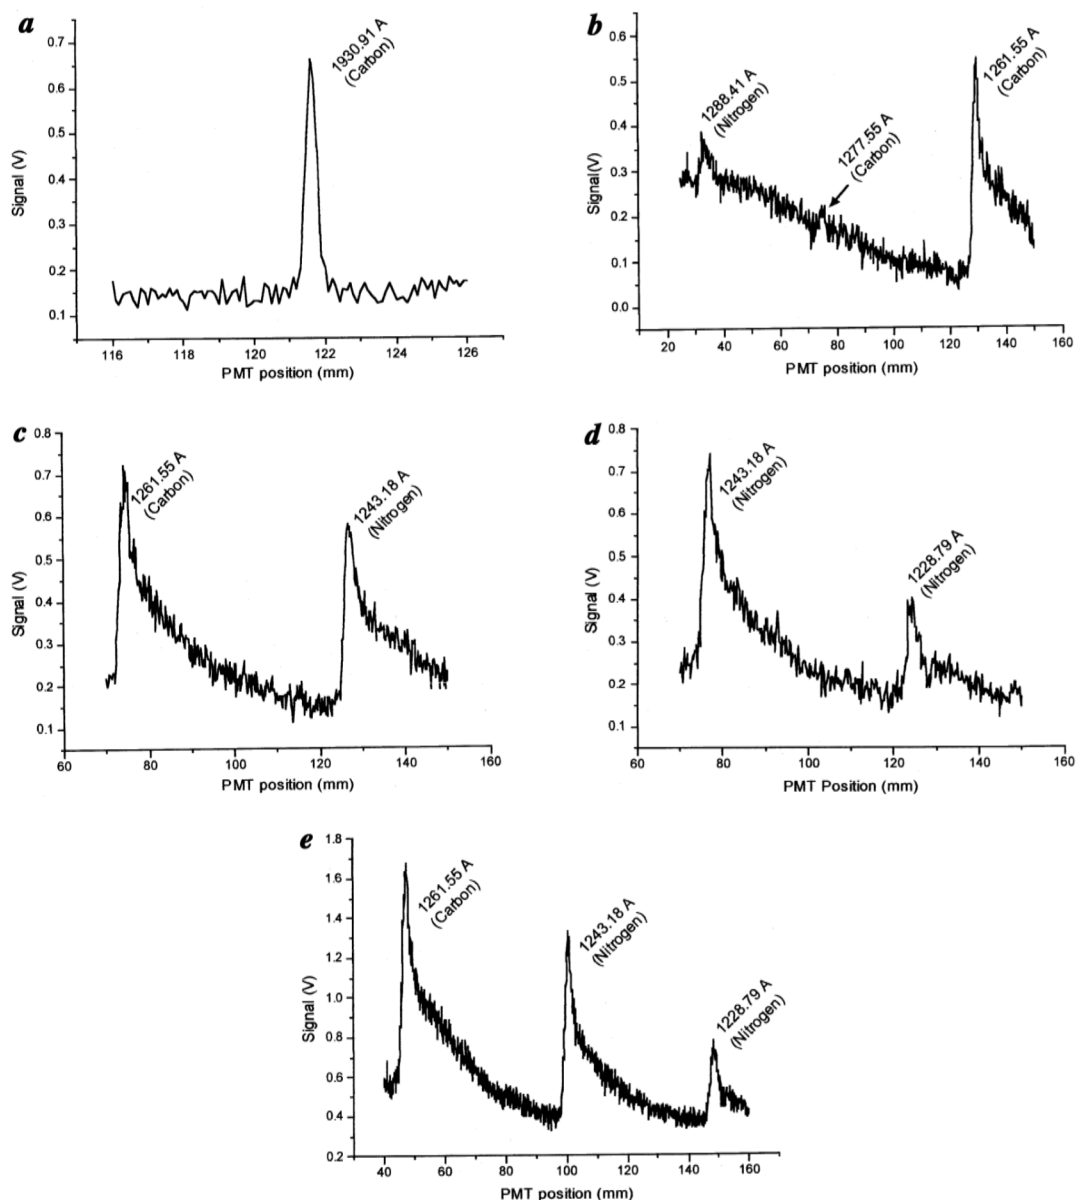 a
1930.91 A
(Carbon)
0.7
0.6
0.5
0.4
0.3
0.2
0.1
Signal (V)
116
118
120
122
124
126
PMT position (mm)
b
1288.41 A
(Nitrogen)
1277.55 A
(Carbon)
1261.55 A
(Carbon)
0.6
0.5
0.4
0.3
0.2
0.1
0.0
Signal(V)
20
40
60
80
100
120
140
160
PMT position (mm)
c
1261.55 A
(Carbon)
1243.18 A
(Nitrogen)
0.8
0.7
0.6
0.5
0.4
0.3
0.2
0.1
Signal (V)
60
80
100
120
140
160
PMT position (mm)
d
1243.18 A
(Nitrogen)
1228.79 A
(Nitrogen)
0.8
0.7
0.6
0.5
0.4
0.3
0.2
0.1
Signal (V)
60
80
100
120
140
160
PMT Position (mm)
e
1261.55 A
(Carbon)
1243.18 A
(Nitrogen)
1228.79 A
(Nitrogen)
1.8
1.6
1.4
1.2
1.0
0.8
0.6
0.4
0.2
Signal (V)
40
60
80
100
120
140
160
PMT position (mm)